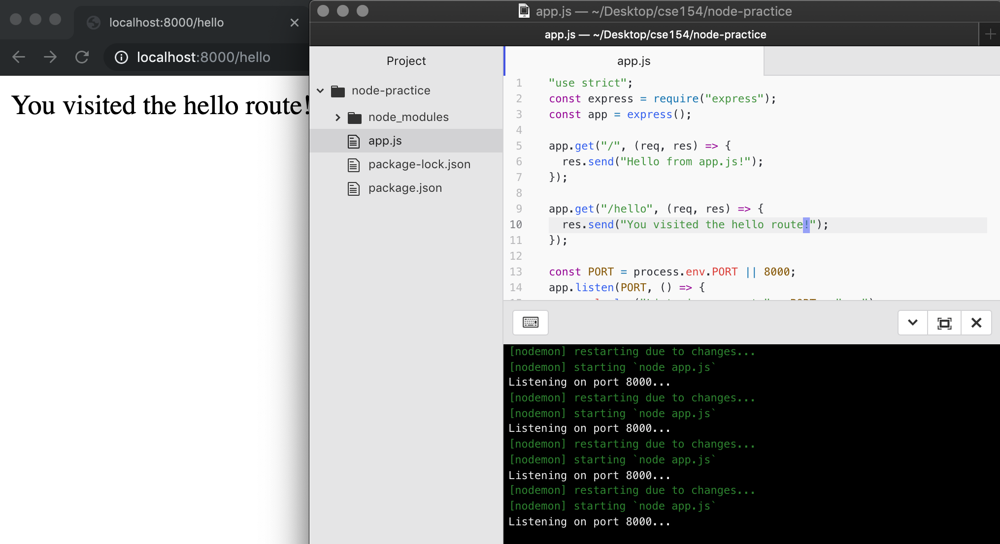 localhost:8000/hello
localhost:8000/hello
You visited the hello route!
app.js — ~/Desktop/cse154/node-practice
app.js — ~/Desktop/cse154/node-practice
Project
node-practice
node_modules
app.js
package-lock.json
package.json
app.js
1 "use strict";
2 const express = require("express");
3 const app = express();
4
5 app.get("/", (req, res) => {
6 res.send("Hello from app.js!");
7 });
8
9 app.get("/hello", (req, res) => {
10 res.send("You visited the hello route!");
11 });
12
13 const PORT = process.env.PORT || 8000;
14 app.listen(PORT, () => {
[nodemon] restarting due to changes...
[nodemon] starting `node app.js`
Listening on port 8000...
[nodemon] restarting due to changes...
[nodemon] starting `node app.js`
Listening on port 8000...
[nodemon] restarting due to changes...
[nodemon] starting `node app.js`
Listening on port 8000...
[nodemon] restarting due to changes...
[nodemon] starting `node app.js`
Listening on port 8000...